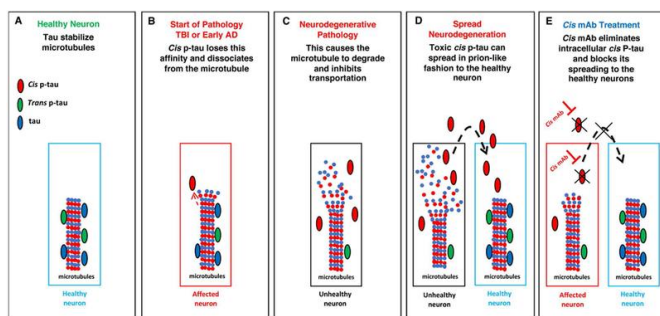 A
Healthy Neuron
Tau stabilize
microtubules
Cis p-tau
Trans p-tau
tau
microtubules
Healthy
neuron
B
Start of Pathology
TBI or Early AD
Cis p-tau loses this
affinity and dissociates
from the microtubule
microtubules
Affected
neuron
C
Neurodegenerative
Pathology
This causes the
microtubule to degrade
and inhibits
transportation
microtubules
Unhealthy
neuron
D
Spread
Neurodegeneration
Toxic cis p-tau can
spread in prion-like
fashion to the healthy
neuron
microtubules
Unhealthy
neuron
microtubules
Healthy
neuron
E
Cis mAb Treatment
Cis mAb eliminates
intracellular cis P-tau
and blocks its
spreading to the
healthy neurons
Cis mAb
Cis mAb
microtubules
Affected
neuron
microtubules
Healthy
neuron